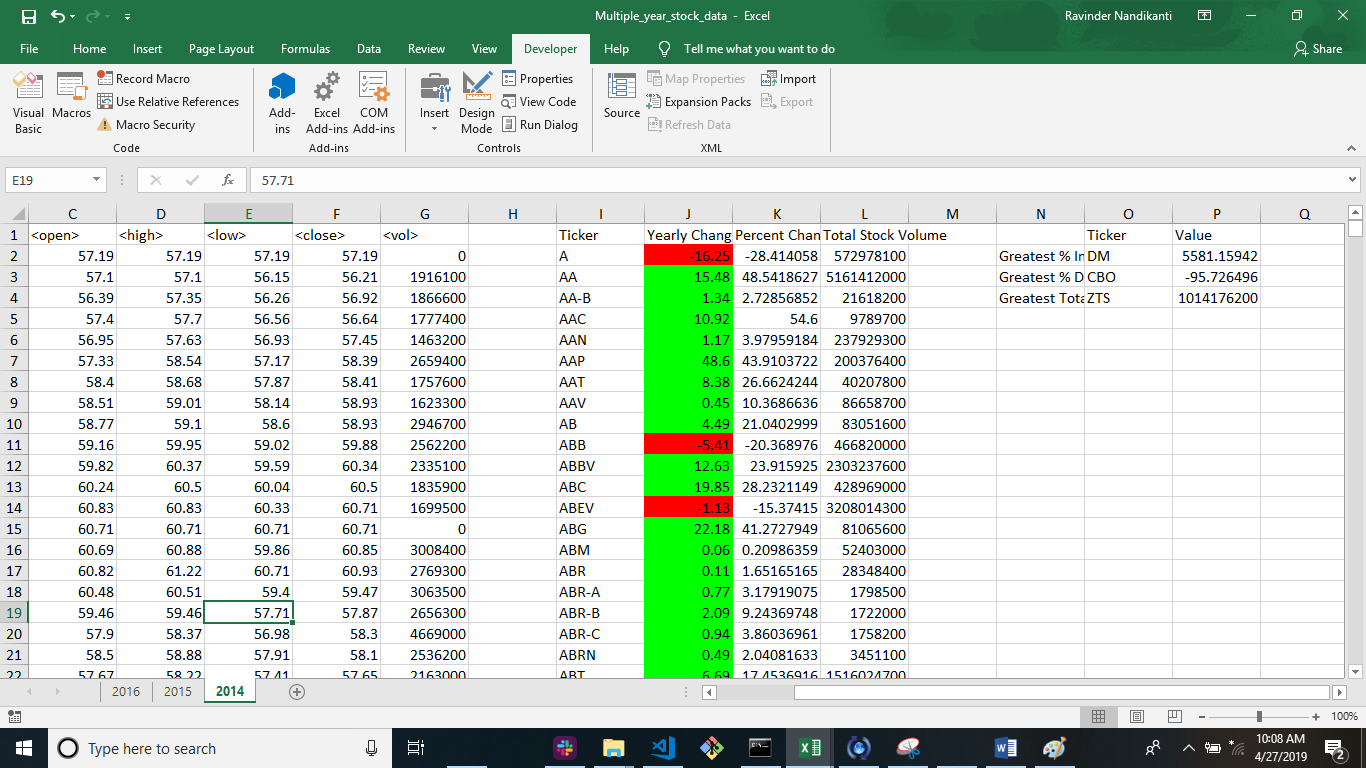 Multiple_year_stock_data - Excel
Ravinder Nandikanti
File Home Insert Page Layout Formulas Data Review View Developer Help Tell me what you want to do Share
Visual Basic
Macros
Record Macro
Use Relative References
Macro Security
Code
Add-ins
Excel Add-ins
COM Add-ins
Add-ins
Insert
Design Mode
Properties
View Code
Run Dialog
Controls
Source
Map Properties
Expansion Packs
Refresh Data
Import
Export
XML
E19 fx 57.71
C D E F G H I J K L M N O P Q
1 <open> <high> <low> <close> <vol> Ticker Yearly Chang Percent Chan Total Stock Volume Ticker Value
2 57.19 57.19 57.19 57.19 0 A -16.25 -28.414058 572978100 Greatest % In DM 5581.15942
3 57.1 57.1 56.15 56.21 1916100 AA 15.48 48.5418627 5161412000 Greatest % D CBO -95.726496
4 56.39 57.35 56.26 56.92 1866600 AA-B 1.34 2.72856852 21618200 Greatest Tota ZTS 1014176200
5 57.4 57.7 56.56 56.64 1777400 AAC 10.92 54.6 9789700
6 56.95 57.63 56.93 57.45 1463200 AAN 1.17 3.97959184 237929300
7 57.33 58.54 57.17 58.39 2659400 AAP 48.6 43.9103722 200376400
8 58.4 58.68 57.87 58.41 1757600 AAT 8.38 26.6624244 40207800
9 58.51 59.01 58.14 58.93 1623300 AAV 0.45 10.3686636 86658700
10 58.77 59.1 58.6 58.93 2946700 AB 4.49 21.0402999 83051600
11 59.16 59.95 59.02 59.88 2562200 ABB -5.41 -20.368976 466820000
12 59.82 60.37 59.59 60.34 2335100 ABBV 12.63 23.915925 2303237600
13 60.24 60.5 60.04 60.5 1835900 ABC 19.85 28.2321149 428969000
14 60.83 60.83 60.33 60.71 1699500 ABEV -1.13 -15.37415 3208014300
15 60.71 60.71 60.71 60.71 0 ABG 22.18 41.2727949 81065600
16 60.69 60.88 59.86 60.85 3008400 ABM 0.06 0.20986359 52403000
17 60.82 61.22 60.71 60.93 2769300 ABR 0.11 1.65165165 28348400
18 60.48 60.51 59.4 59.47 3063500 ABR-A 0.77 3.17919075 1798500
19 59.46 59.46 57.71 57.87 2656300 ABR-B 2.09 9.24369748 1722000
20 57.9 58.37 56.98 58.3 4669000 ABR-C 0.94 3.86036961 1758200
21 58.5 58.88 57.91 58.1 2536200 ABRN 0.49 2.04081633 3451100
22 57.67 58.22 57.41 57.65 2163000 ABT 6.69 17.4536916 1516024700
2016 2015 2014
100%
Type here to search
10:08 AM
4/27/2019
2